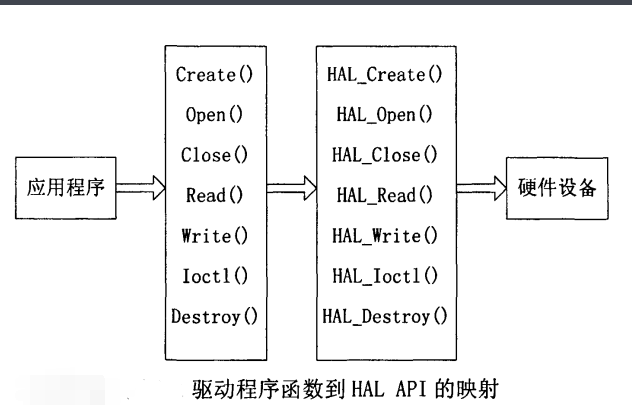 Create()
Open()
Close()
Read()
Write()
Ioctl()
Destroy()
HAL_Create()
HAL_Open()
HAL_Close()
HAL_Read()
HAL_Write()
HAL_Ioctl()
HAL_Destroy()
应用程序
硬件设备
驱动程序函数到 HAL API 的映射